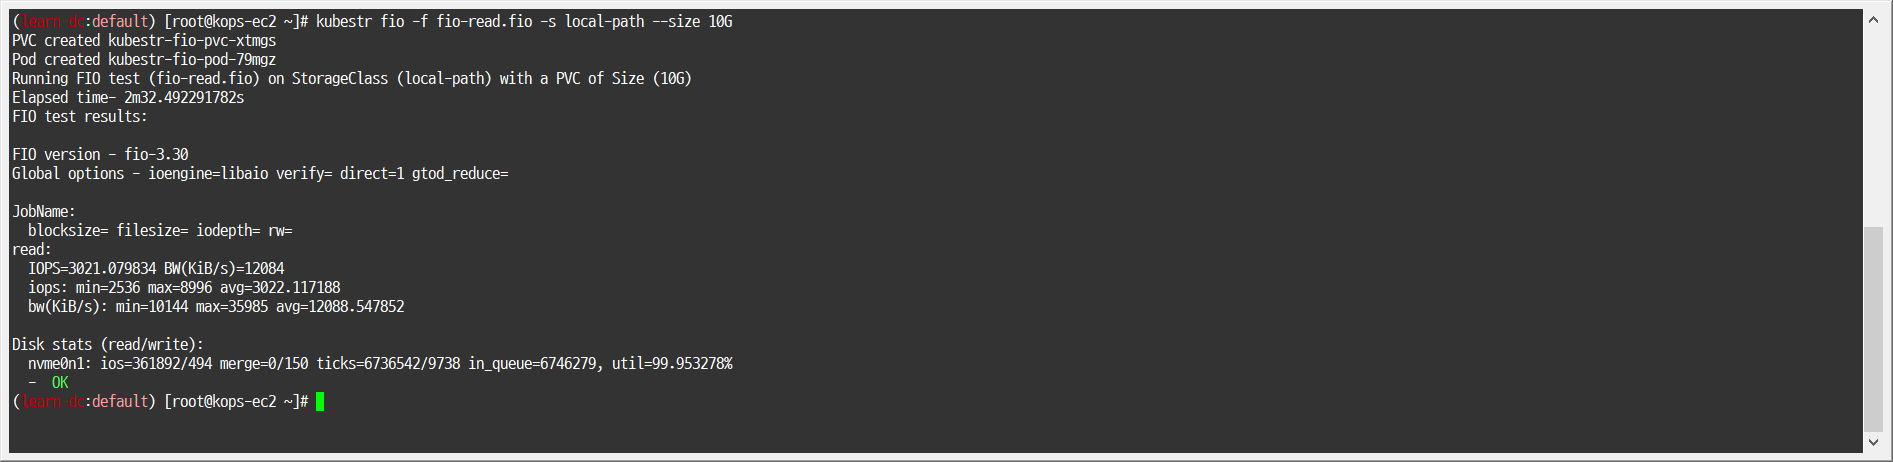 (learn-dc:default) [root@kops-ec2 ~]# kubestr fio -f fio-read.fio -s local-path --size 10G
PVC created kubestr-fio-pvc-xtmgs
Pod created kubestr-fio-pod-79mgz
Running FIO test (fio-read.fio) on StorageClass (local-path) with a PVC of Size (10G)
Elapsed time- 2m32.492291782s
FIO test results:

FIO version - fio-3.30
Global options - ioengine=libaio verify= direct=1 gtod_reduce=

JobName:
  blocksize= filesize= iodepth= rw=
read:
  IOPS=3021.079834 BW(KiB/s)=12084
  iops: min=2536 max=8996 avg=3022.117188
  bw(KiB/s): min=10144 max=35985 avg=12088.547852

Disk stats (read/write):
  nvme0n1: ios=361892/494 merge=0/150 ticks=6736542/9738 in_queue=6746279, util=99.953278%
  -  OK
(learn-dc:default) [root@kops-ec2 ~]#